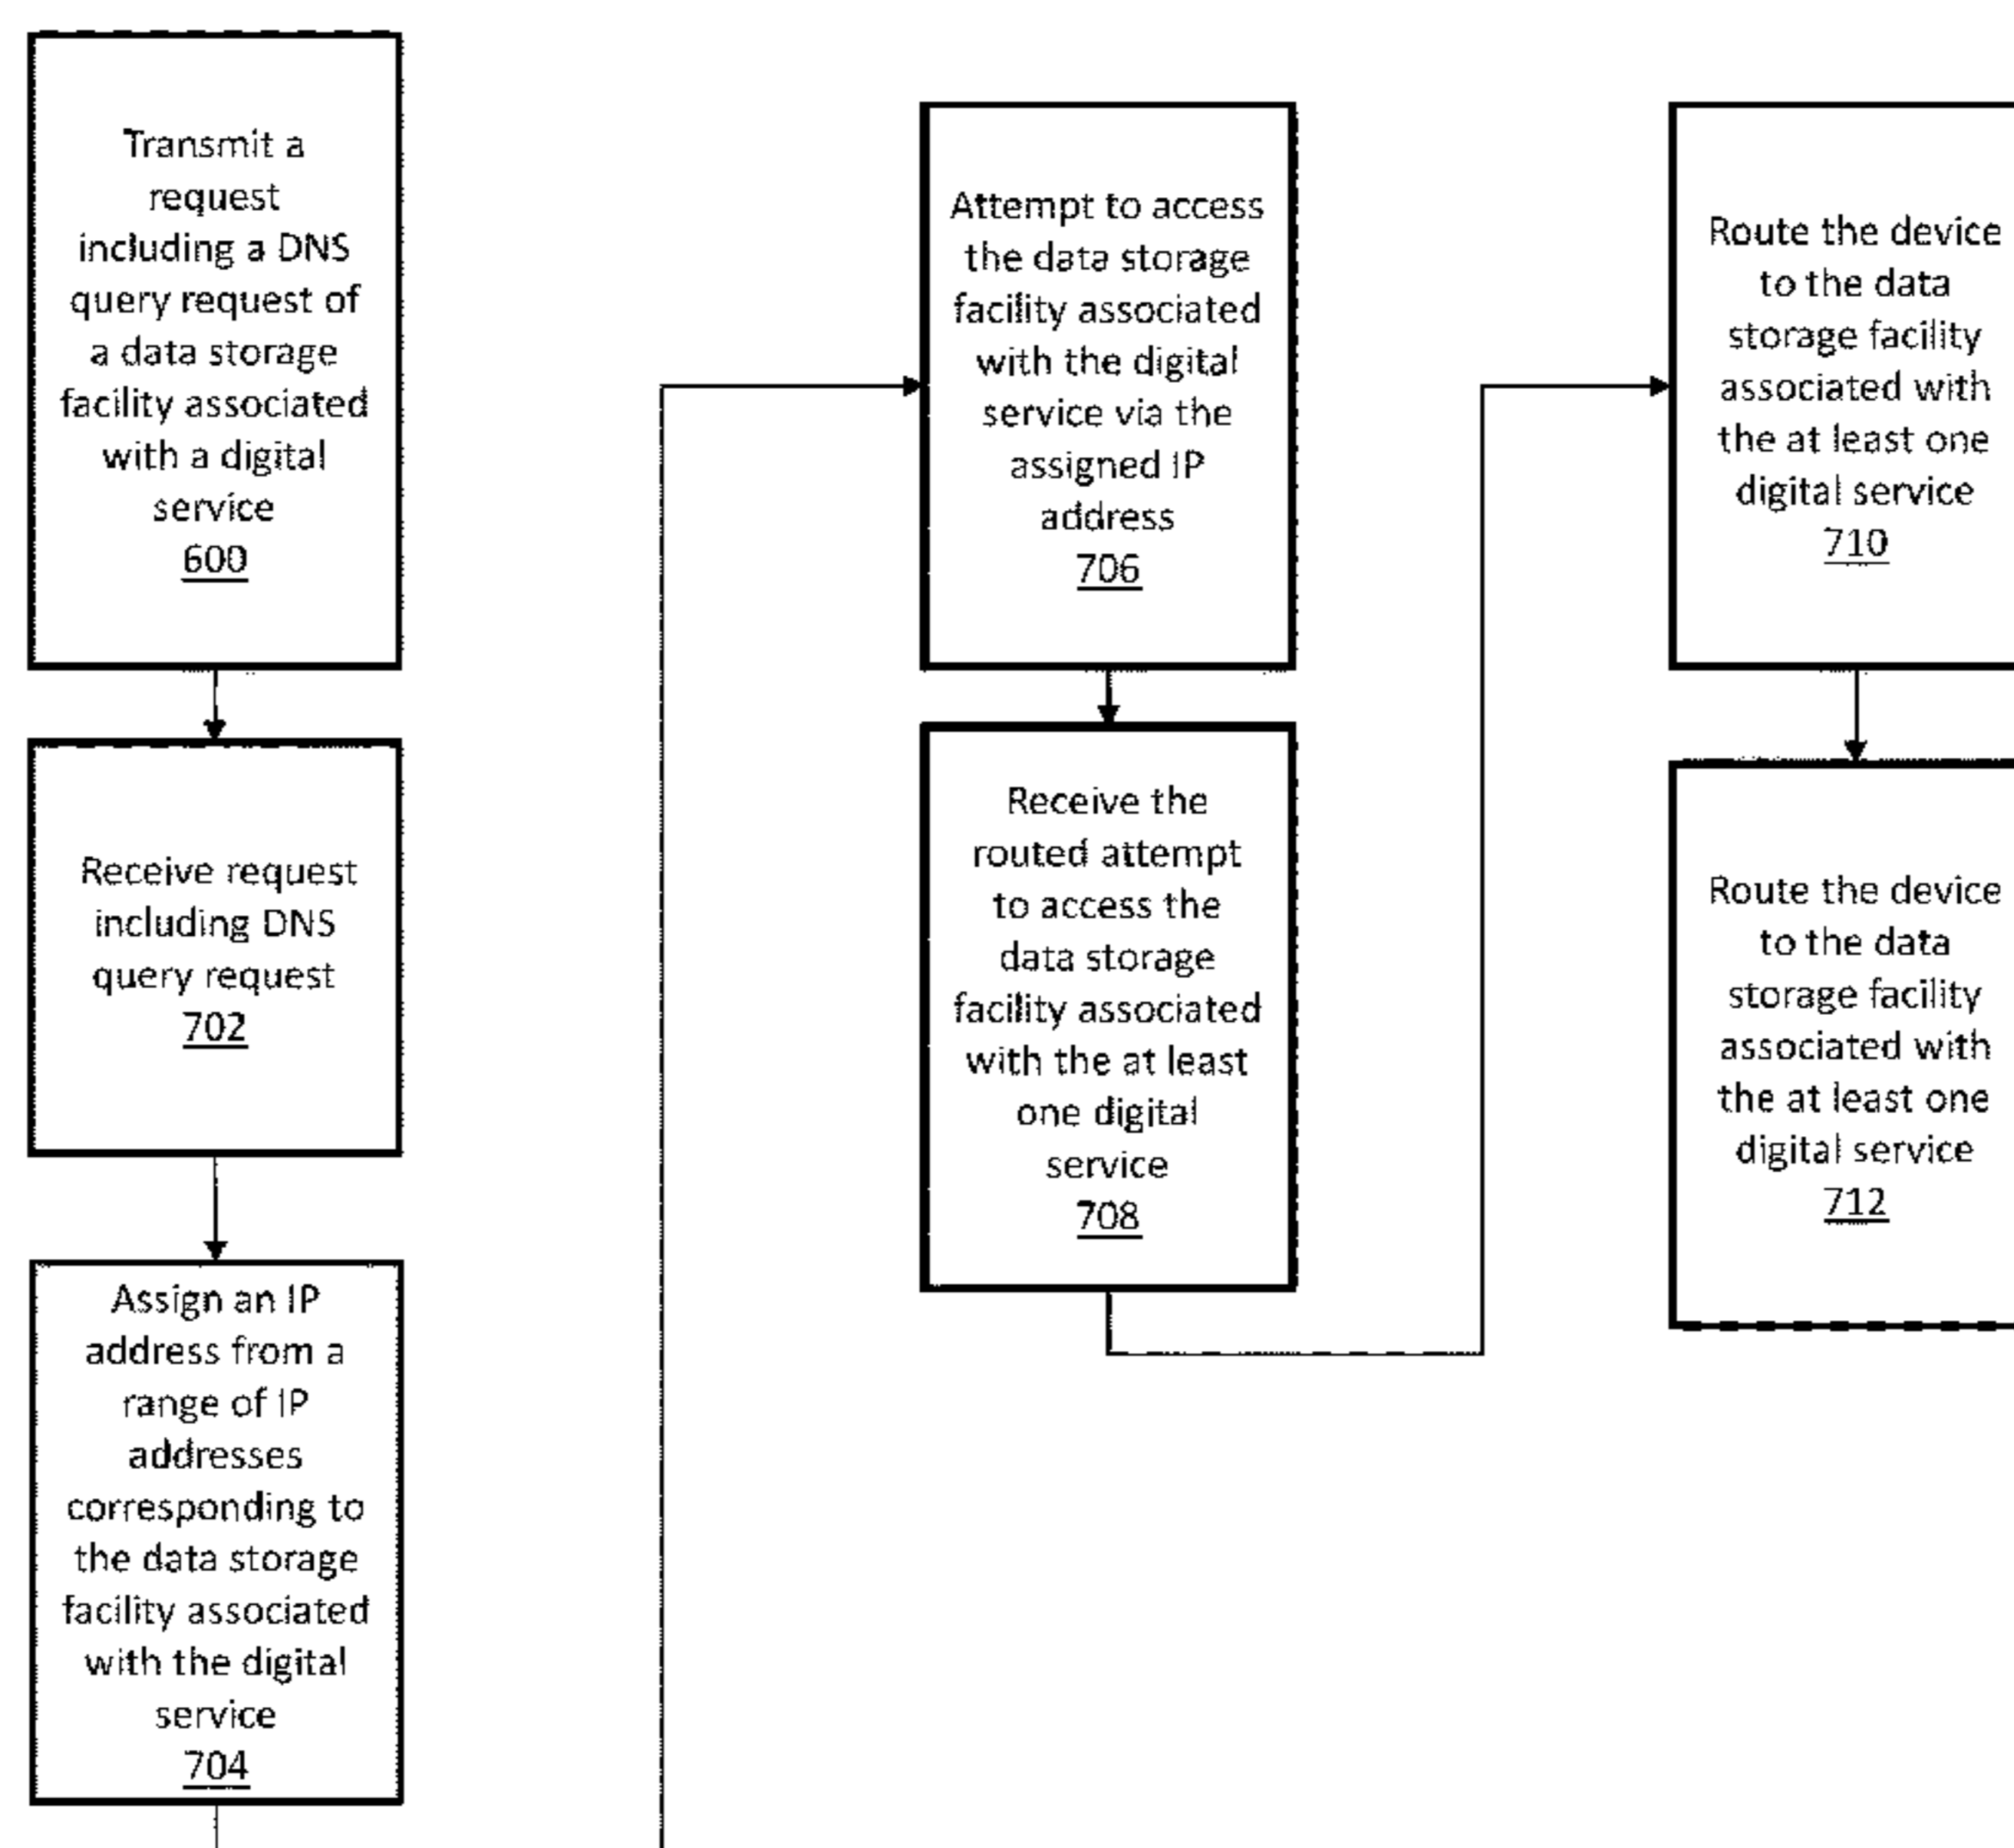 Transmit a
request
including a DNS
query request of
a data storage
facility associated
with a digital
service
600
Receive request
including DNS
query request
702
Assign an IP
address from a
range of IP
addresses
corresponding to
the data storage
facility associated
with the digital
service
704
Attempt to access
the data storage
facility associated
with the digital
service via the
assigned IP
address
706
Receive the
routed attempt
to access the
data storage
facility associated
with the at least
one digital
service
708
Route the device
to the data
storage facility
associated with
the at least one
digital service
710
Route the device
to the data
storage facility
associated with
the at least one
digital service
712